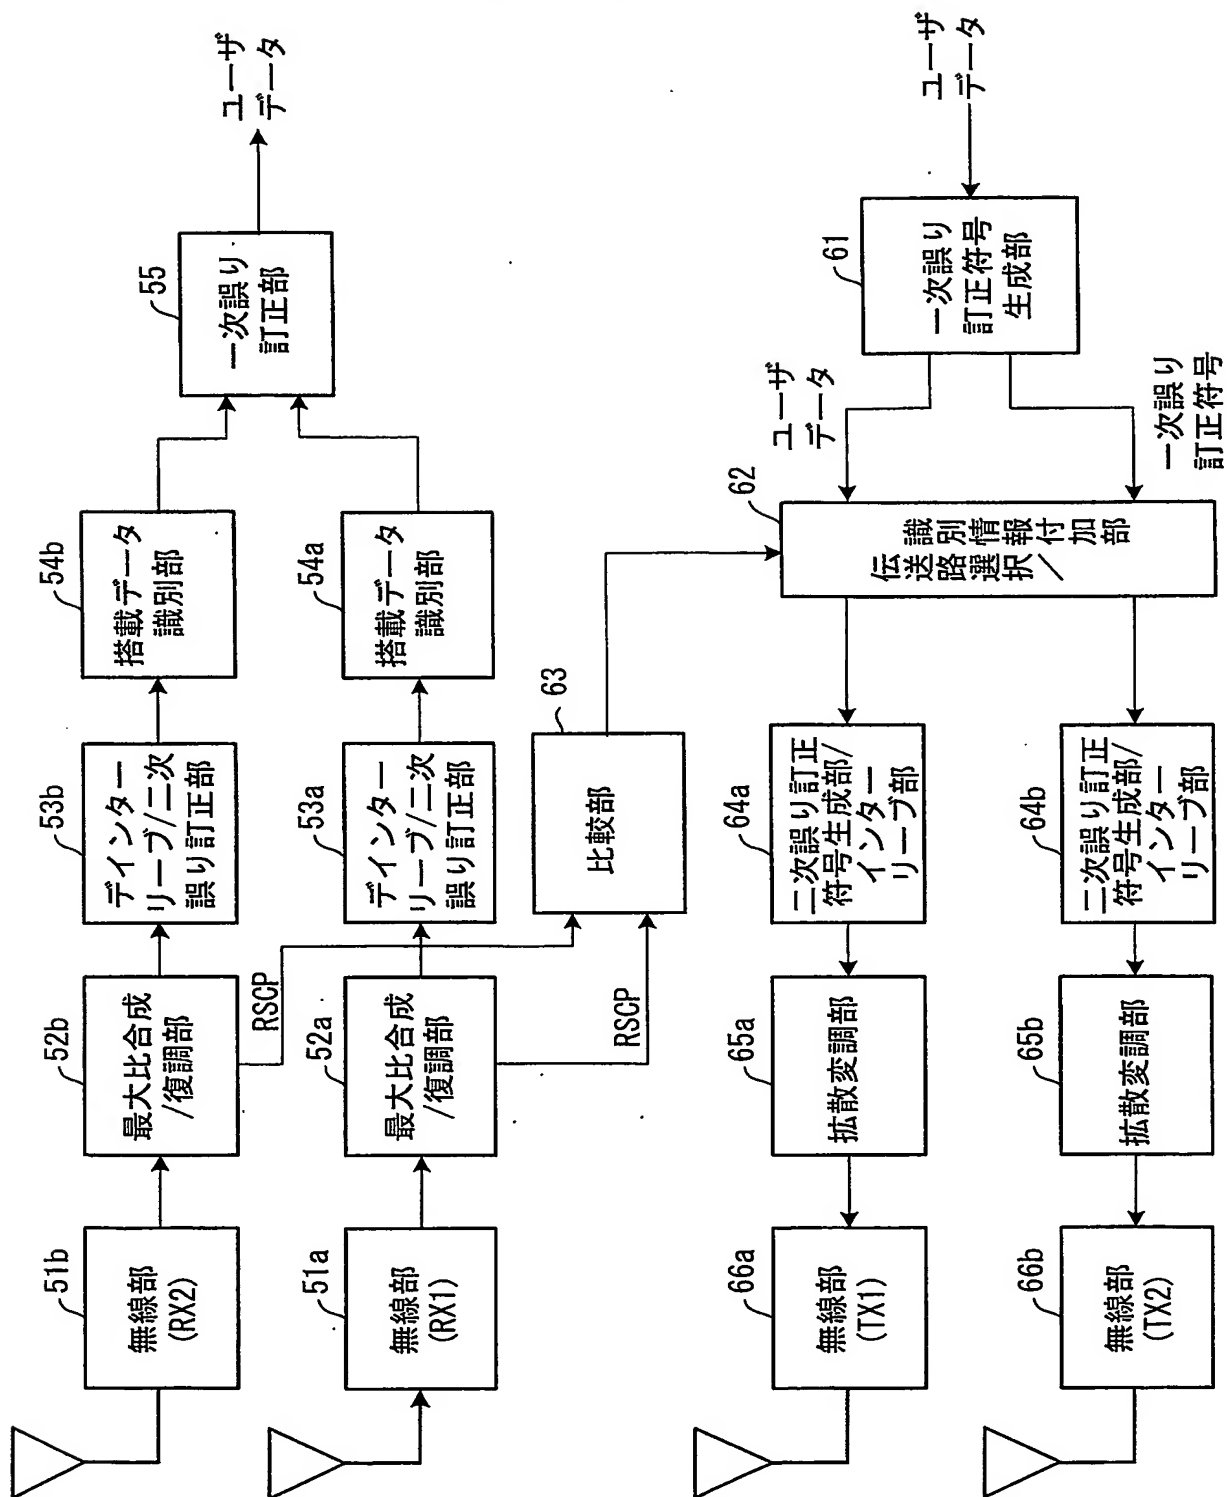 51b
無線部
(RX2)
52b
最大比合成
/復調部
RSCP
53b
デインター
リーブ/二次
誤り訂正部
54b
搭載データ
識別部
55
一次誤り
訂正部
ユーザ
データ
51a
無線部
(RX1)
52a
最大比合成
/復調部
RSCP
53a
デインター
リーブ/二次
誤り訂正部
54a
搭載データ
識別部
63
比較部
66a
無線部
(TX1)
65a
拡散変調部
64a
二次誤り訂正
符号生成部/
インター
リーブ部
62
伝送路選択/
識別情報付加部
ユーザ
データ
61
一次誤り
訂正符号
生成部
ユーザ
データ
66b
無線部
(TX2)
65b
拡散変調部
64b
二次誤り訂正
符号生成部/
インター
リーブ部
一次誤り
訂正符号